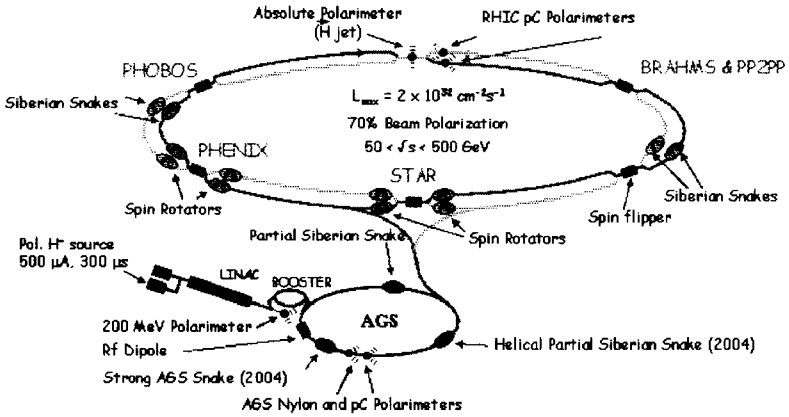 Absolute Polarimeter
(H jet)
RHIC pC Polarimeters
PHOBOS
BRAHMS & PP2PP
Siberian Snakes
Lmax = 2 × 10³² cm⁻²s⁻¹
70% Beam Polarization
50 < √s < 500 GeV
PHENIX
STAR
Siberian Snakes
Spin Rotators
Spin flipper
Partial Siberian Snake
Spin Rotators
Pol. H⁻ source
500 μA, 300 μs
LINAC
BOOSTER
AGS
200 MeV Polarimeter
Rf Dipole
Helical Partial Siberian Snake (2004)
Strong AGS Snake (2004)
AGS Nylon and pC Polarimeters